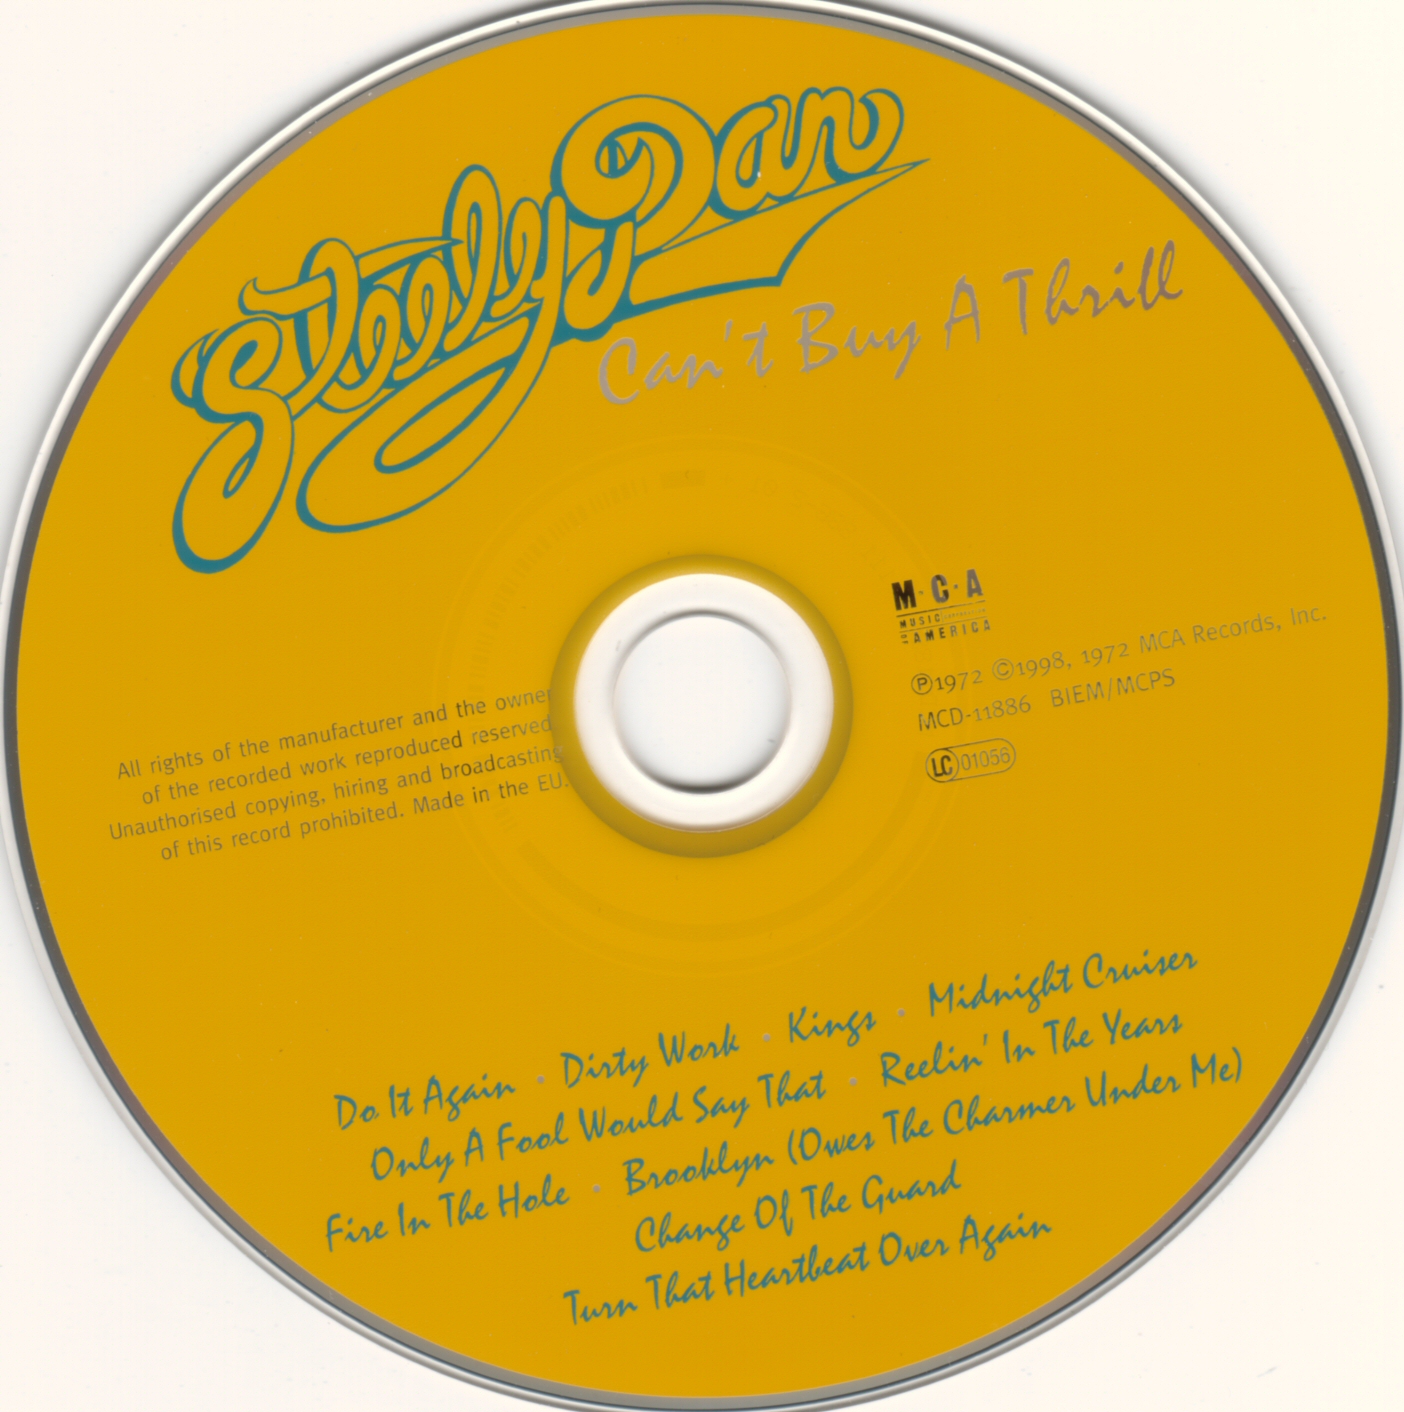 Steely Dan
Can't Buy A Thrill
M·C·A
MUSIC CORPORATION
OF AMERICA
Ⓟ1972 ©1998, 1972 MCA Records, Inc.
MCD-11886 BIEM/MCPS
LC 01056
All rights of the manufacturer and the owner
of the recorded work reproduced reserved.
Unauthorised copying, hiring and broadcasting
of this record prohibited. Made in the EU.
Do It Again · Dirty Work · Kings · Midnight Cruiser
Only A Fool Would Say That · Reelin' In The Years
Fire In The Hole · Brooklyn (Owes The Charmer Under Me)
Change Of The Guard
Turn That Heartbeat Over Again